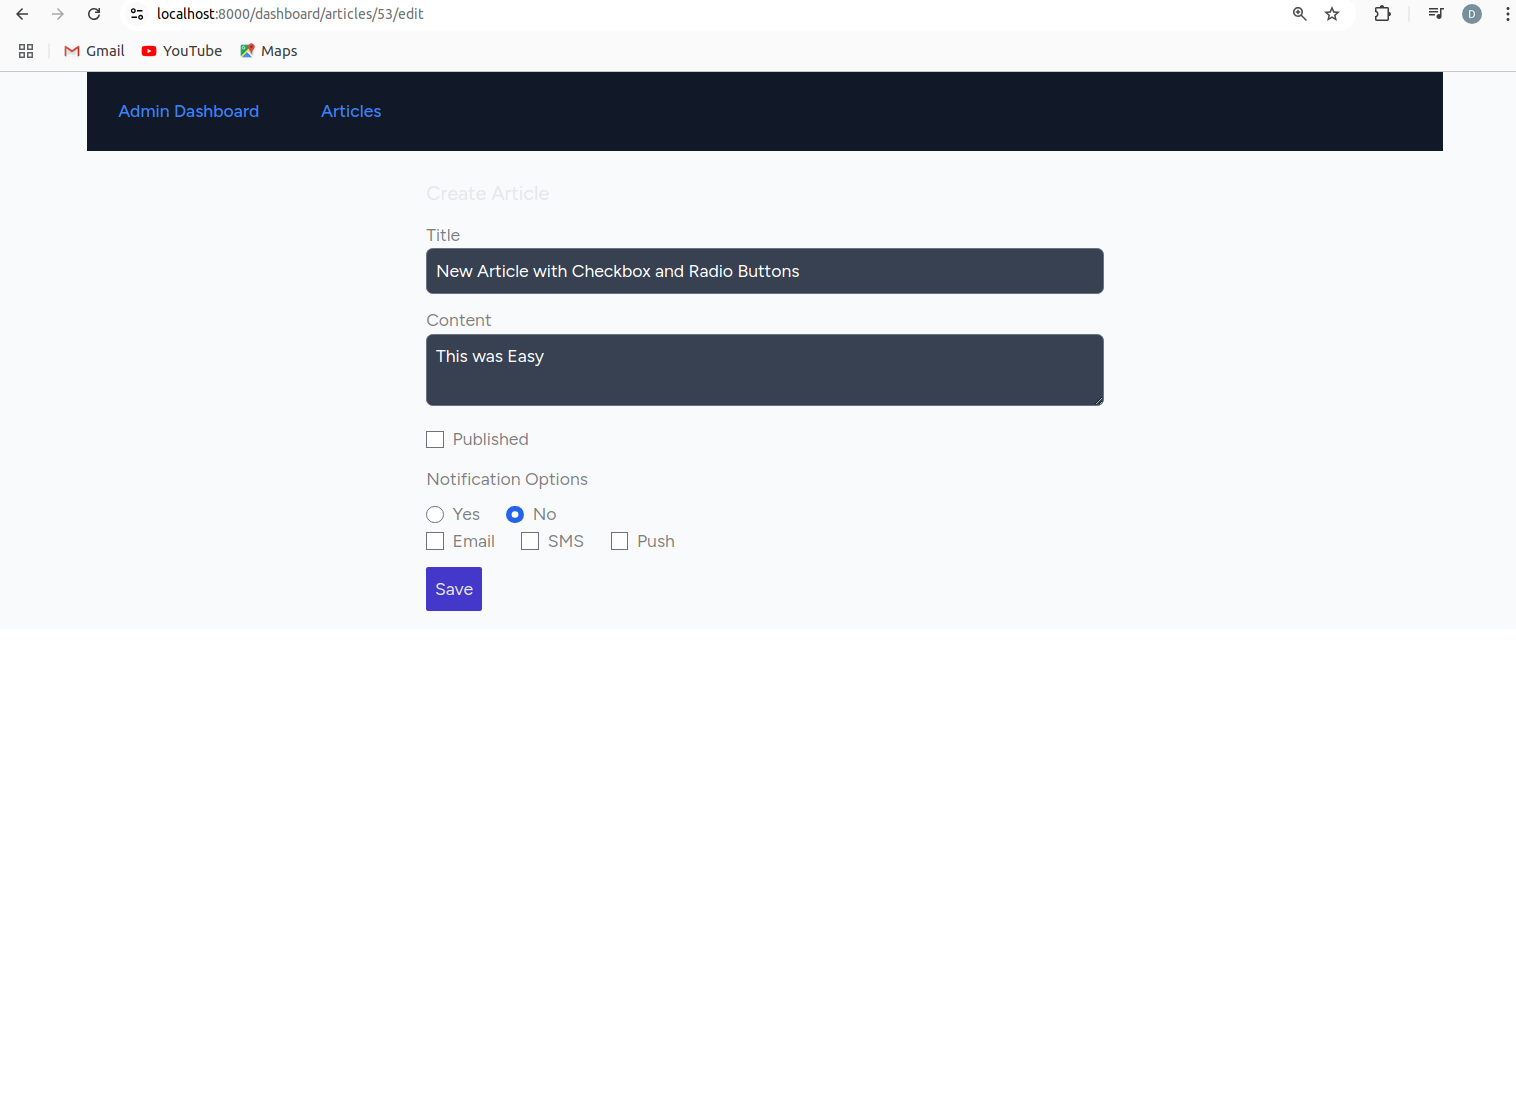 localhost:8000/dashboard/articles/53/edit
D
Gmail YouTube Maps
Admin Dashboard Articles
Create Article
Title
New Article with Checkbox and Radio Buttons
Content
This was Easy
Published
Notification Options
Yes No
Email SMS Push
Save